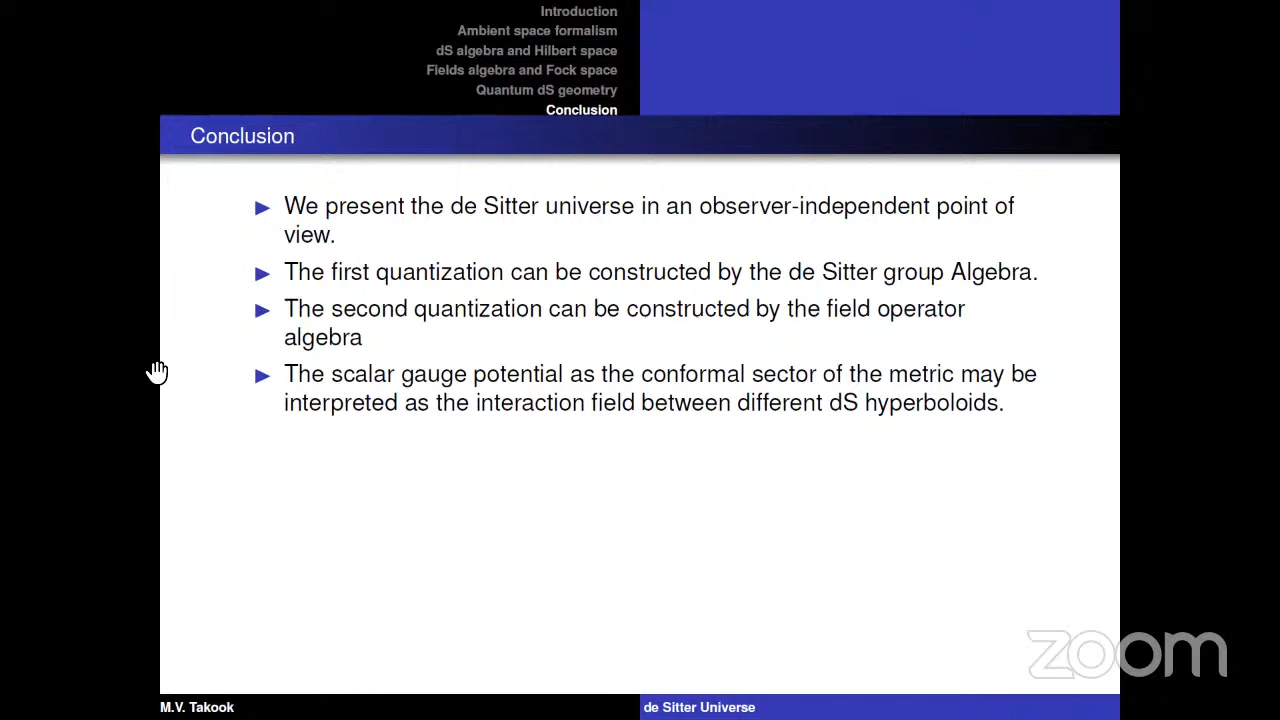 Introduction
Ambient space formalism
dS algebra and Hilbert space
Fields algebra and Fock space
Quantum dS geometry
Conclusion
Conclusion
We present the de Sitter universe in an observer-independent point of
view.
The first quantization can be constructed by the de Sitter group Algebra.
The second quantization can be constructed by the field operator
algebra
The scalar gauge potential as the conformal sector of the metric may be
interpreted as the interaction field between different dS hyperboloids.
zoom
M.V. Takook
de Sitter Universe